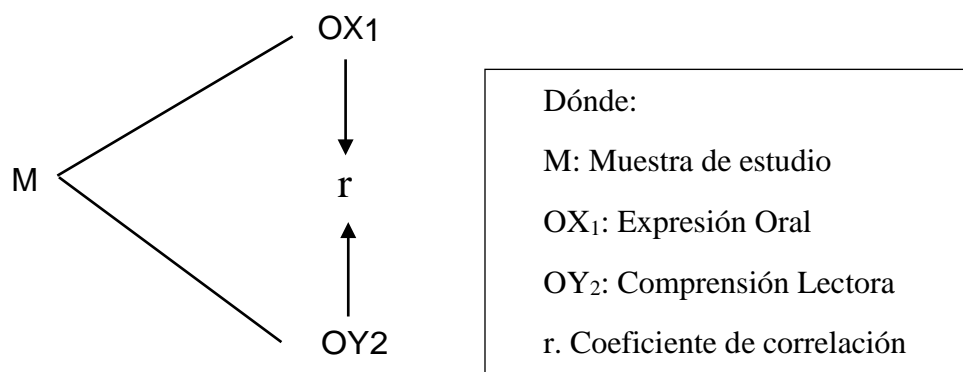 OX1
M
r
OY2
Dónde:
M: Muestra de estudio
OX₁: Expresión Oral
OY₂: Comprensión Lectora
r. Coeficiente de correlación